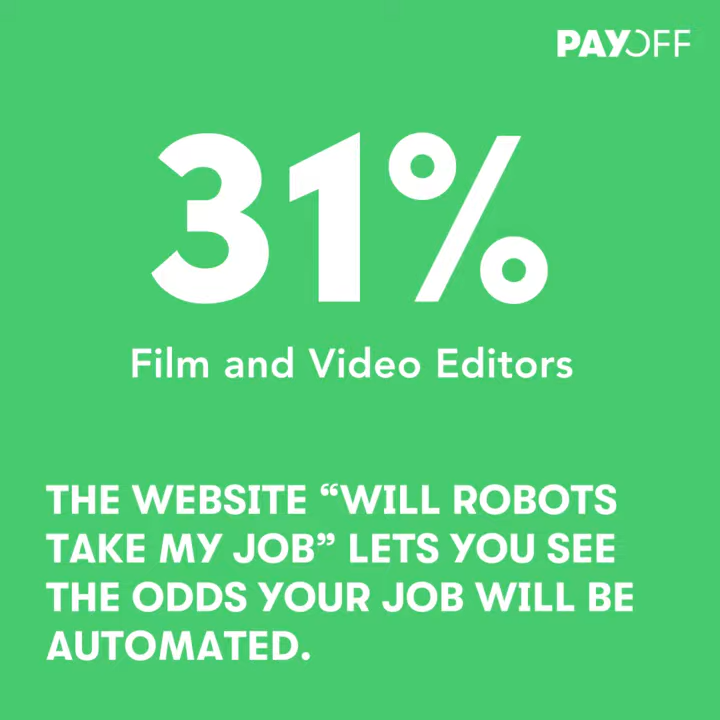 PAYOFF
31%
Film and Video Editors
THE WEBSITE “WILL ROBOTS
TAKE MY JOB” LETS YOU SEE
THE ODDS YOUR JOB WILL BE
AUTOMATED.